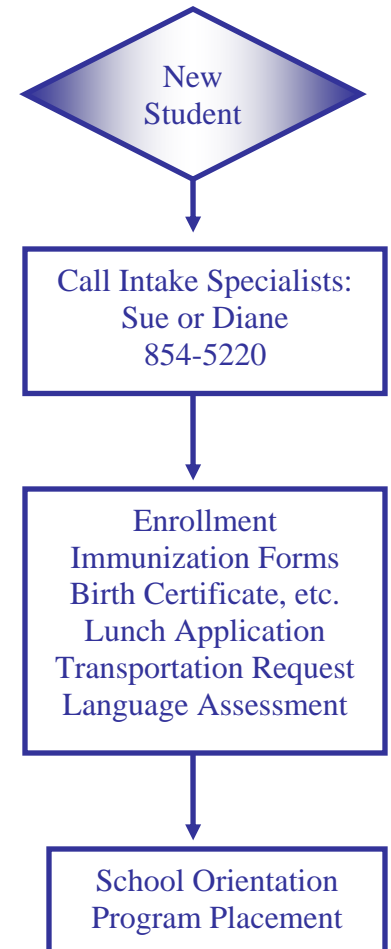 New
Student
Call Intake Specialists:
Sue or Diane
854-5220
Enrollment
Immunization Forms
Birth Certificate, etc.
Lunch Application
Transportation Request
Language Assessment
School Orientation
Program Placement